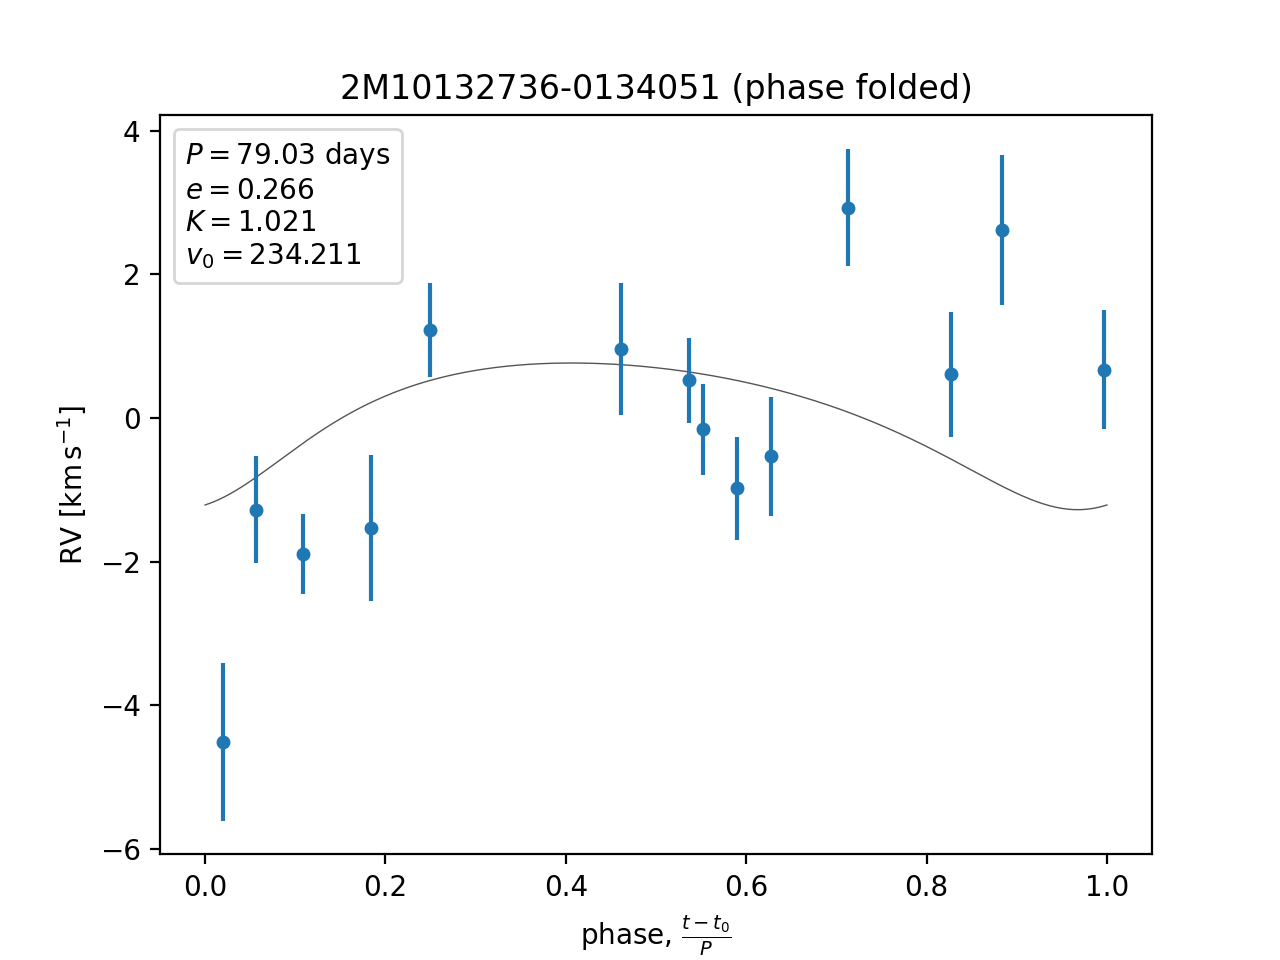 2M10132736-0134051 (phase folded)
P = 79.03 days
e = 0.266
K = 1.021
v₀ = 234.211
4
2
0
−2
−4
−6
RV [km s⁻¹]
0.0 0.2 0.4 0.6 0.8 1.0
phase, (t − t₀)/P